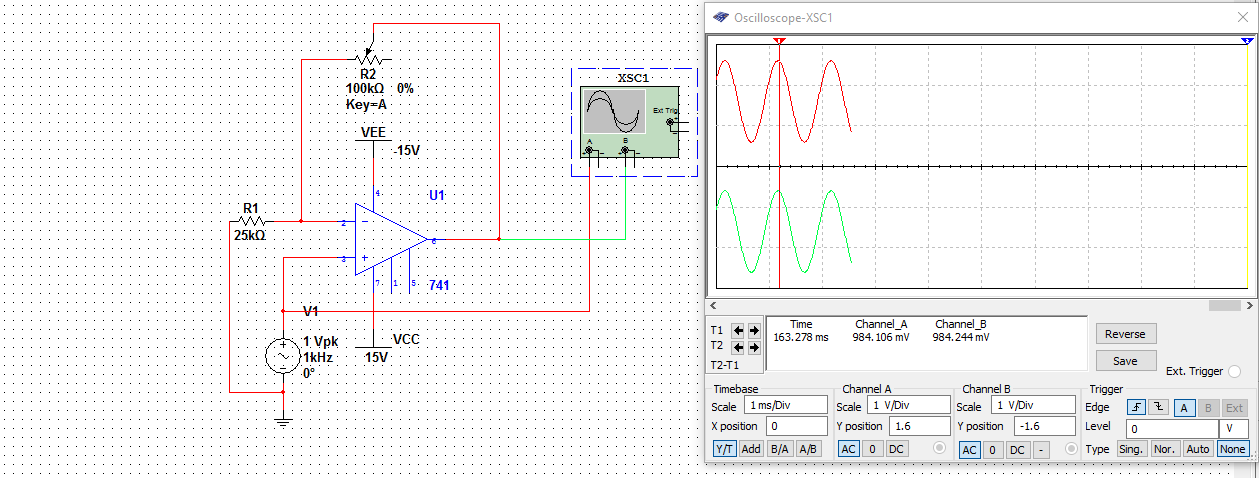 R2
100kΩ 0%
Key=A
VEE
-15V
4
U1
R1
25kΩ
2
3
6
7 1 5
741
V1
1 Vpk
1kHz
0°
VCC
15V
XSC1
Ext Trig
A B
Oscilloscope-XSC1
1 2
T1
T2
T2-T1
Time Channel_A Channel_B
163.278 ms 984.106 mV 984.244 mV
Reverse
Save
Ext. Trigger
Timebase
Scale 1 ms/Div
X position 0
Y/T Add B/A A/B
Channel A
Scale 1 V/Div
Y position 1.6
AC 0 DC
Channel B
Scale 1 V/Div
Y position -1.6
AC 0 DC -
Trigger
Edge A B Ext
Level 0 V
Type Sing. Nor. Auto None